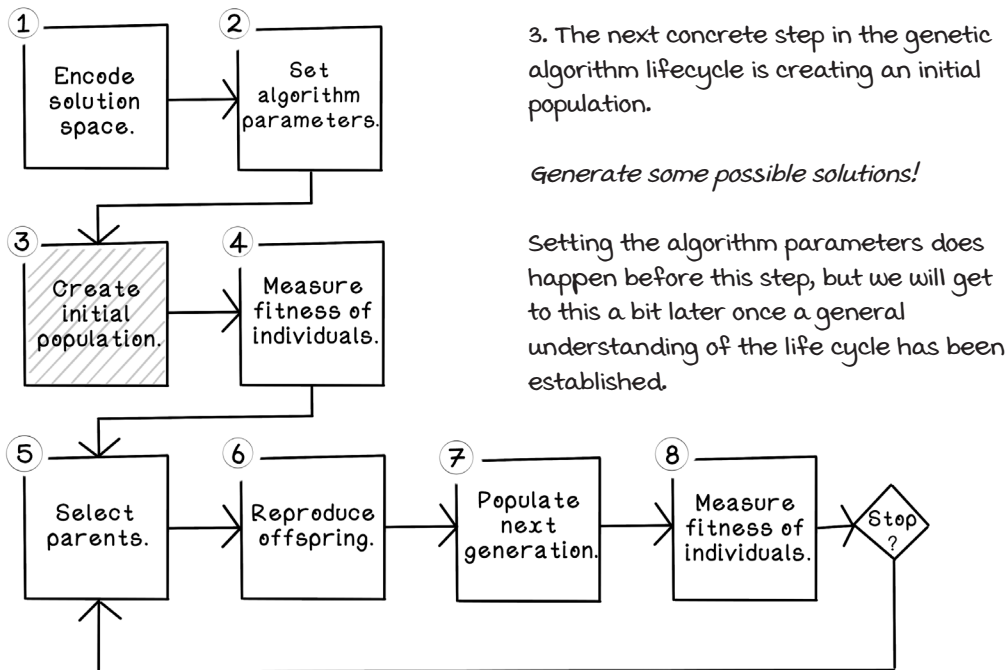 1
Encode
solution
space.
2
Set
algorithm
parameters.
3. The next concrete step in the genetic
algorithm lifecycle is creating an initial
population.
Generate some possible solutions!
Setting the algorithm parameters does
happen before this step, but we will get
to this a bit later once a general
understanding of the life cycle has been
established.
3
Create
initial
population.
4
Measure
fitness of
individuals.
5
Select
parents.
6
Reproduce
offspring.
7
Populate
next
generation.
8
Measure
fitness of
individuals.
Stop
?